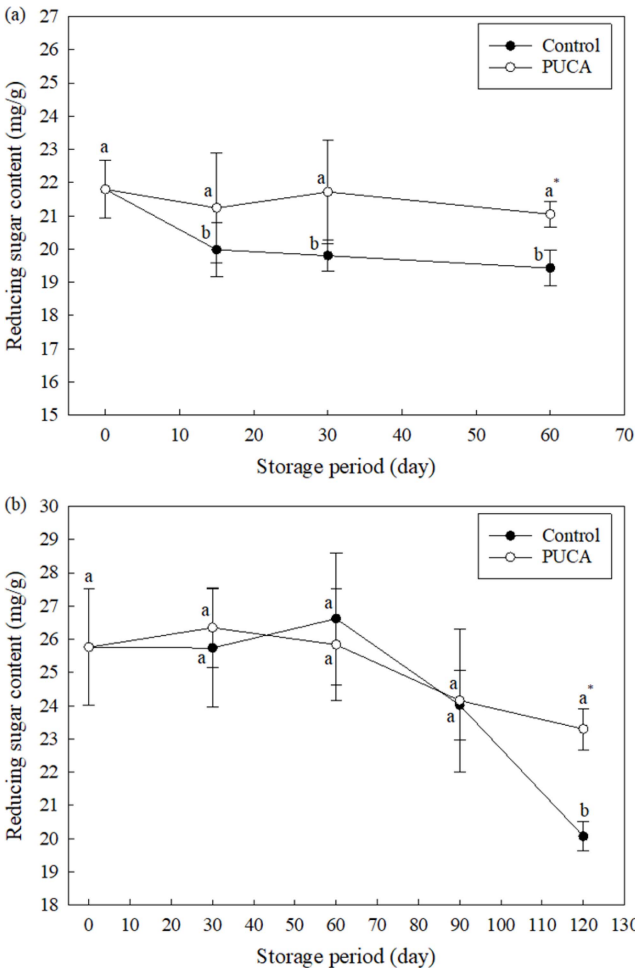 (a)
27
26
25
24
23
22
21
20
19
18
17
16
15
Reducing sugar content (mg/g)
Control
PUCA
a
a
a
a*
b
b
b
0 10 20 30 40 50 60 70
Storage period (day)
(b)
30
29
28
27
26
25
24
23
22
21
20
19
18
Reducing sugar content (mg/g)
Control
PUCA
a
a
a
a
a
a
a
a*
b
0 10 20 30 40 50 60 70 80 90 100 110 120 130
Storage period (day)